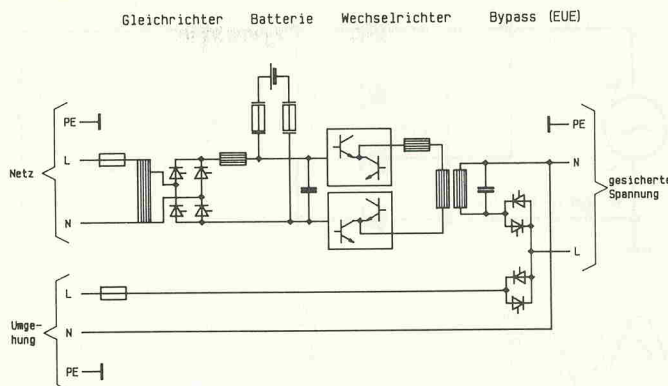 Gleichrichter Batterie Wechselrichter Bypass (EUE)
PE
L
Netz
N
PE
N
gesicherte
Spannung
L
L
Umge-
hung
N
PE